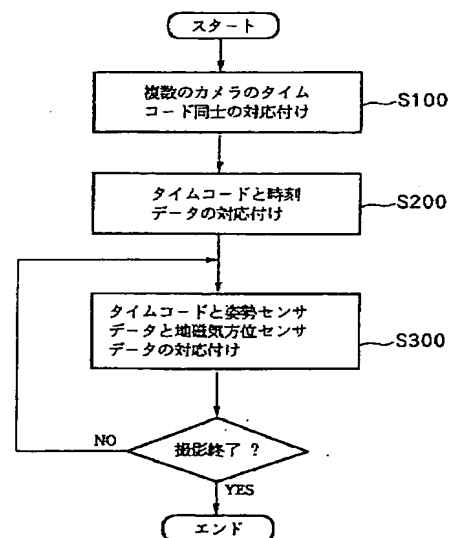 スタート
複数のカメラのタイム
コード同士の対応付け
S100
タイムコードと時刻
データの対応付け
S200
タイムコードと姿勢センサ
データと地磁気方位センサ
データの対応付け
S300
撮影終了 ?
NO
YES
エンド